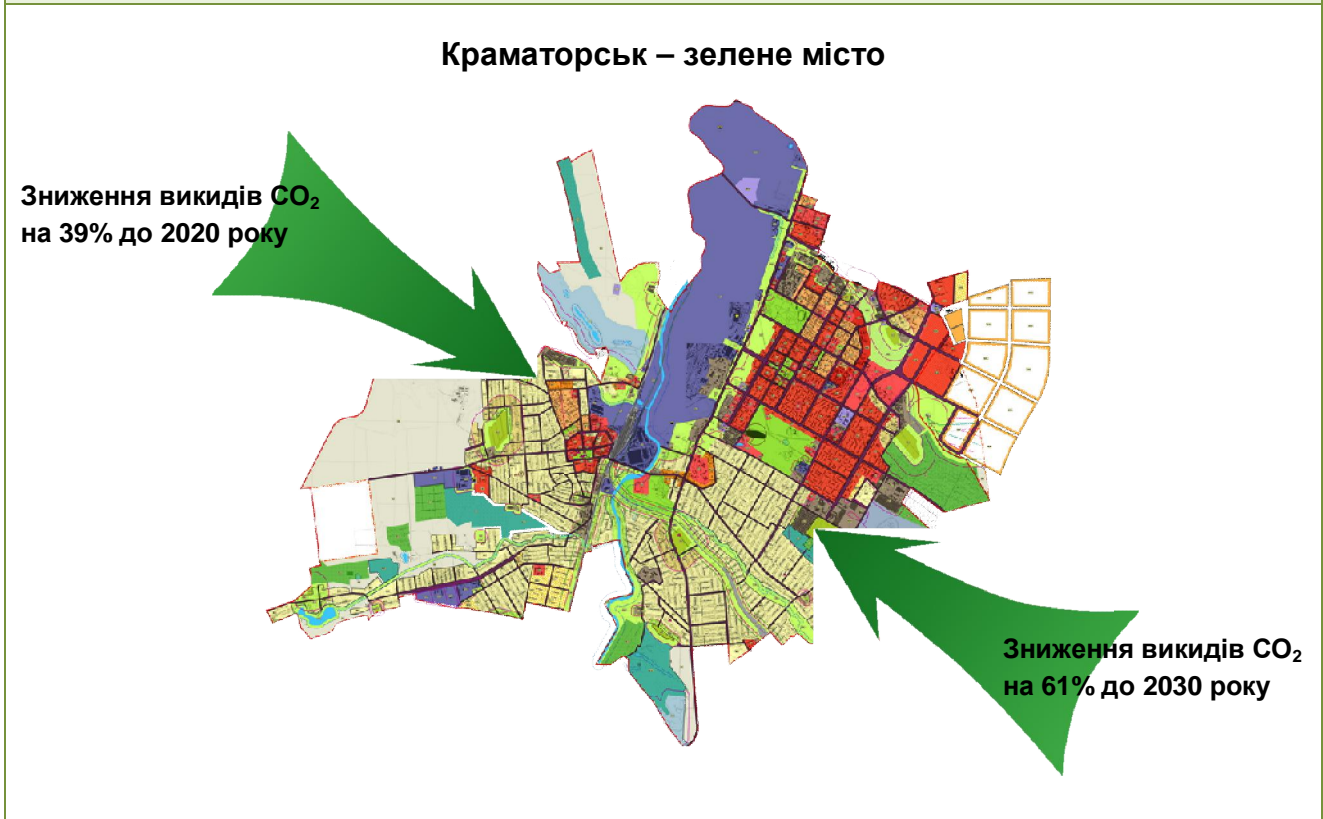 Краматорськ – зелене місто
Зниження викидів CO₂
на 39% до 2020 року
Зниження викидів CO₂
на 61% до 2030 року